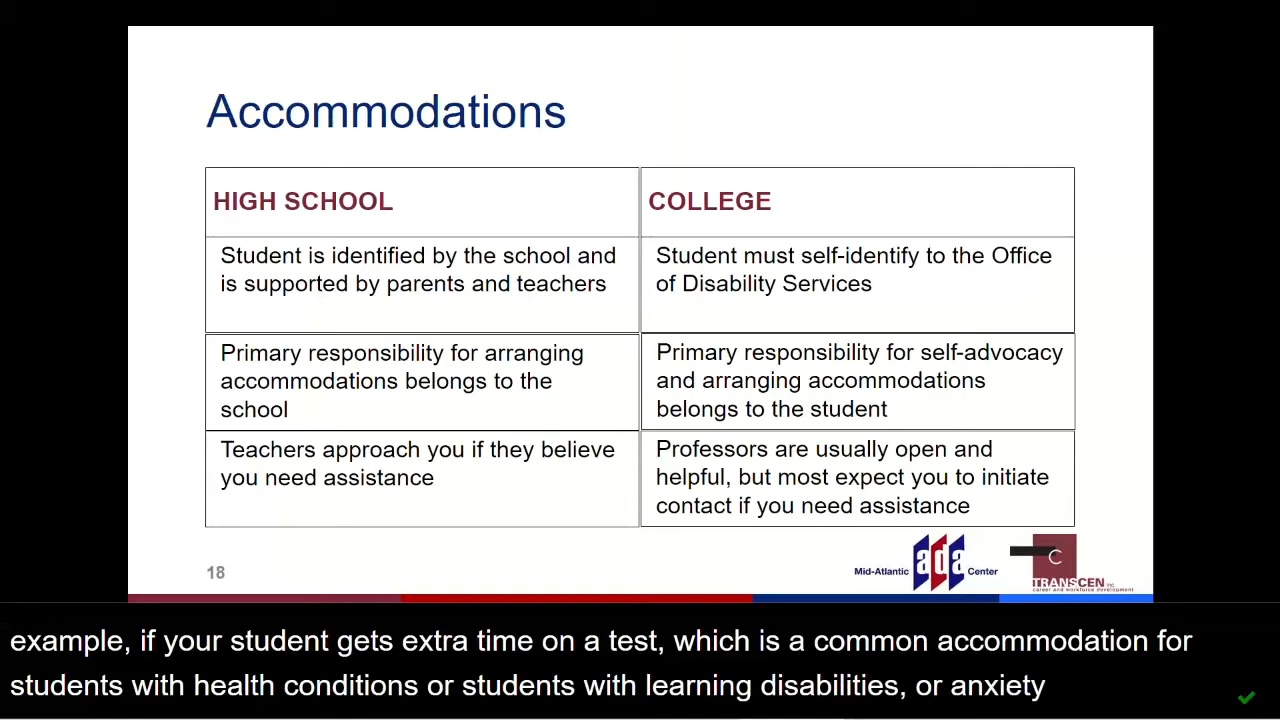 Accommodations
HIGH SCHOOL
COLLEGE
Student is identified by the school and
is supported by parents and teachers
Student must self-identify to the Office
of Disability Services
Primary responsibility for arranging
accommodations belongs to the
school
Primary responsibility for self-advocacy
and arranging accommodations
belongs to the student
Teachers approach you if they believe
you need assistance
Professors are usually open and
helpful, but most expect you to initiate
contact if you need assistance
18
Mid-Atlantic ada Center
C
TRANSCEN inc.
career and workforce development
example, if your student gets extra time on a test, which is a common accommodation for
students with health conditions or students with learning disabilities, or anxiety